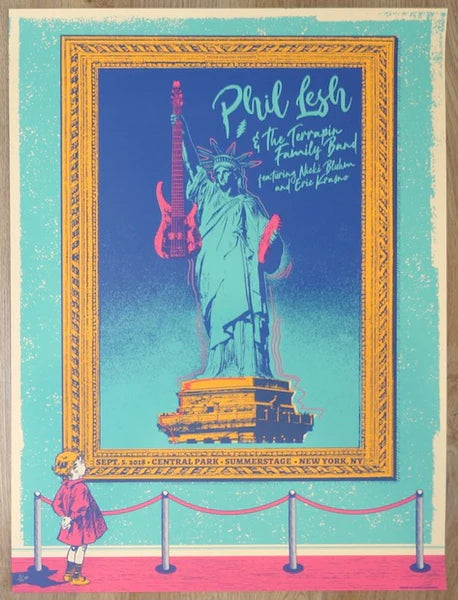 Phil Lesh
& the Terrapin
Family Band
featuring Nicki Bluhm
and Eric Krasno
SEPT. 5, 2018 • CENTRAL PARK • SUMMERSTAGE • NEW YORK, NY